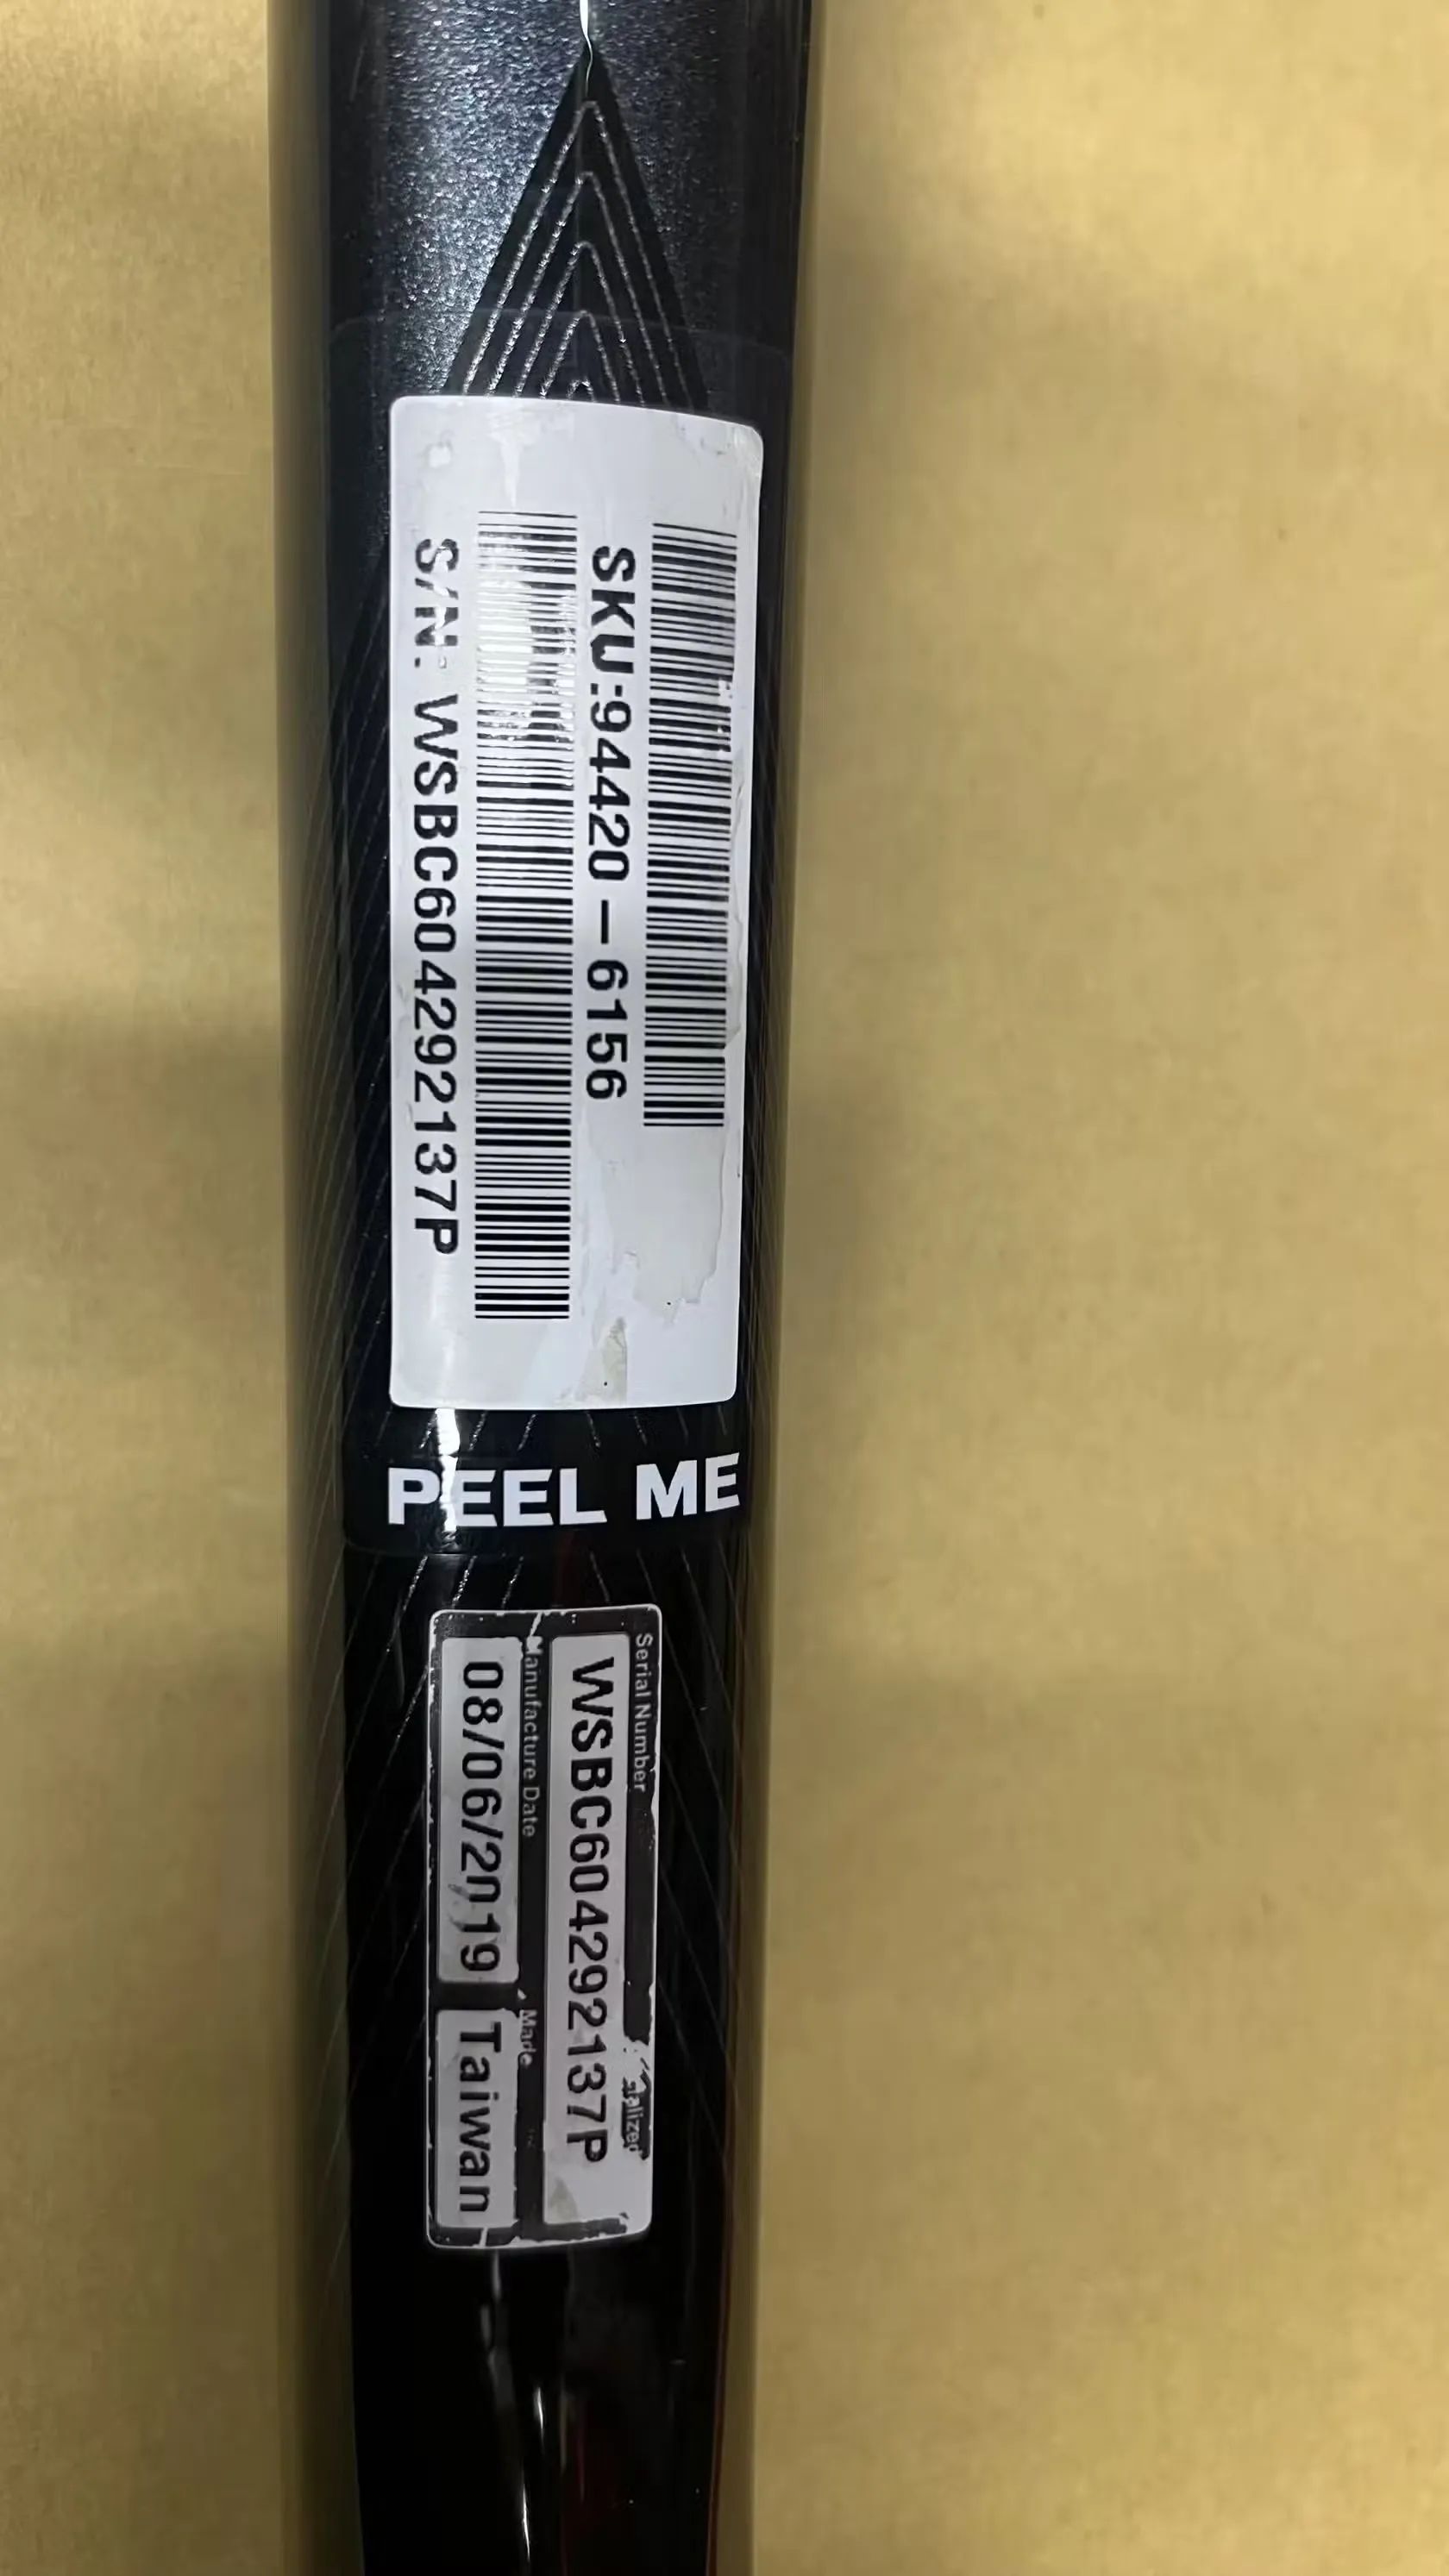 SKU:94420-6156
S/N: WSBC604292137P
PEEL ME
Serial Number
WSBC604292137P
Manufacture Date
Made
08/06/2019
Taiwan